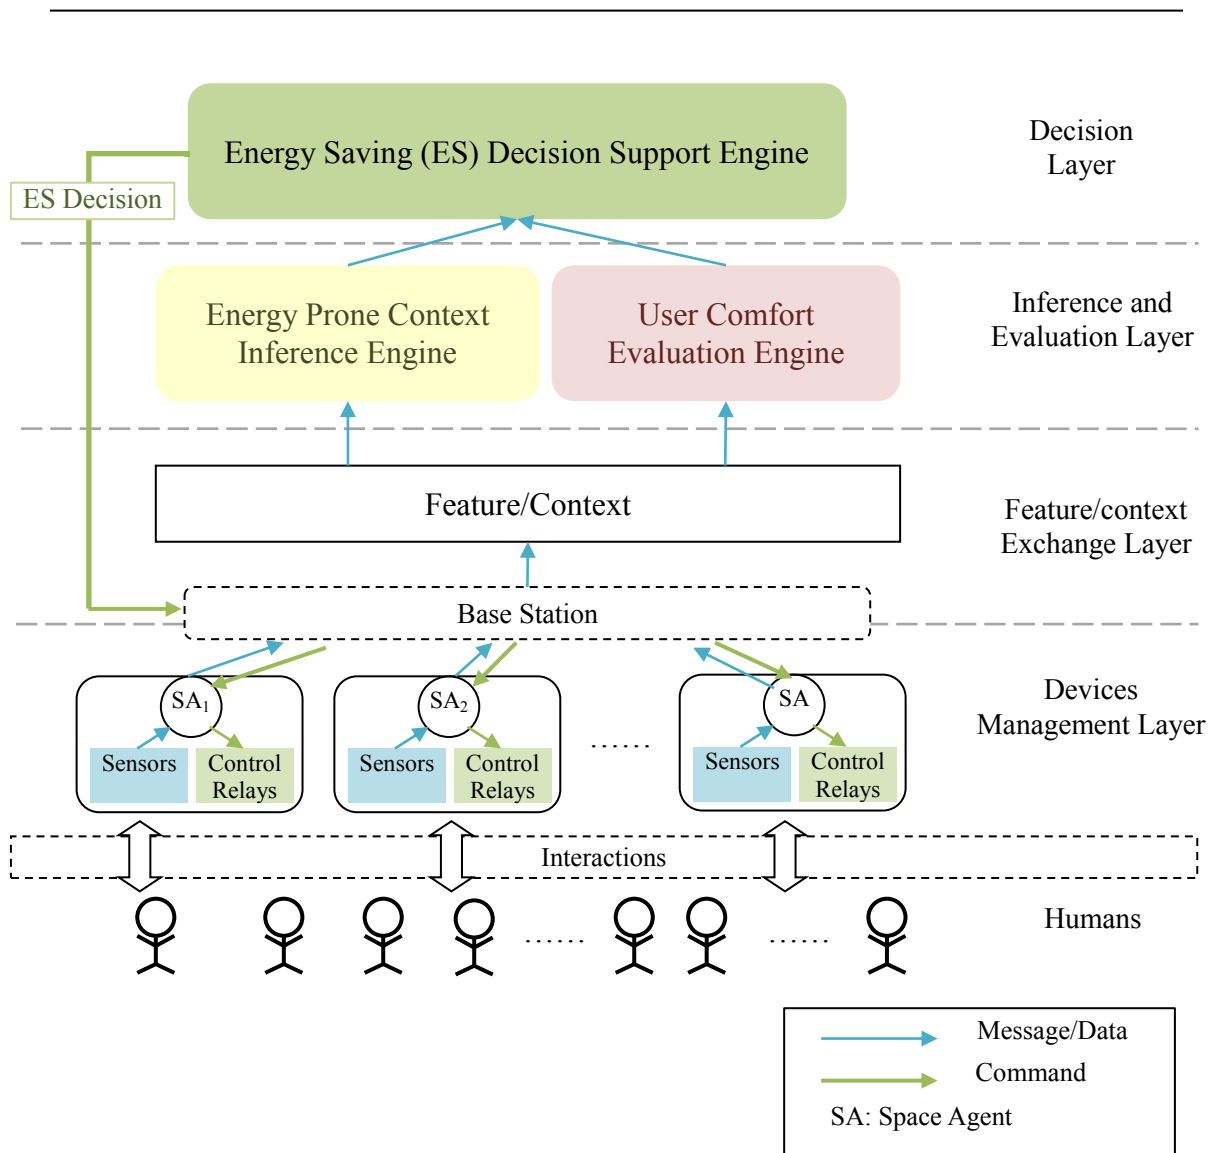 Energy Saving (ES) Decision Support Engine
Decision
Layer
ES Decision
Energy Prone Context
Inference Engine
User Comfort
Evaluation Engine
Inference and
Evaluation Layer
Feature/Context
Feature/context
Exchange Layer
Base Station
SA1
Sensors
Control
Relays
SA2
Sensors
Control
Relays
......
SA
Sensors
Control
Relays
Devices
Management Layer
Interactions
......
......
Humans
Message/Data
Command
SA: Space Agent